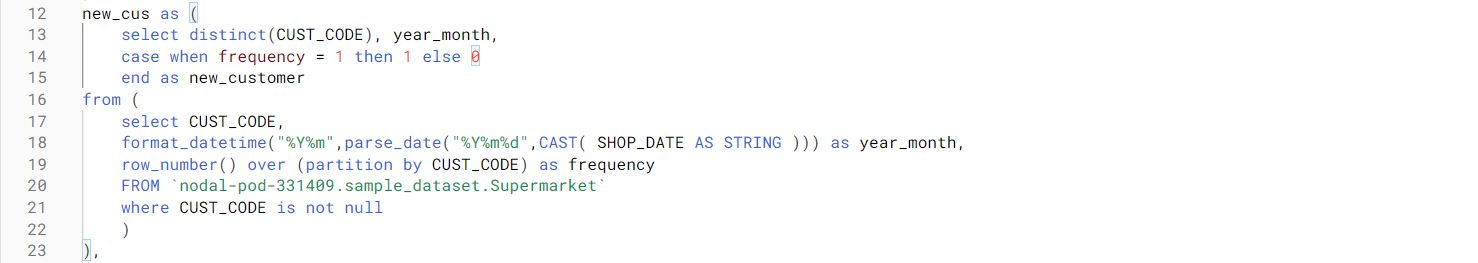 12 new_cus as (
13 select distinct(CUST_CODE), year_month,
14 case when frequency = 1 then 1 else 0
15 end as new_customer
16 from (
17 select CUST_CODE,
18 format_datetime("%Y%m",parse_date("%Y%m%d",CAST( SHOP_DATE AS STRING ))) as year_month,
19 row_number() over (partition by CUST_CODE) as frequency
20 FROM `nodal-pod-331409.sample_dataset.Supermarket`
21 where CUST_CODE is not null
22 )
23 ),